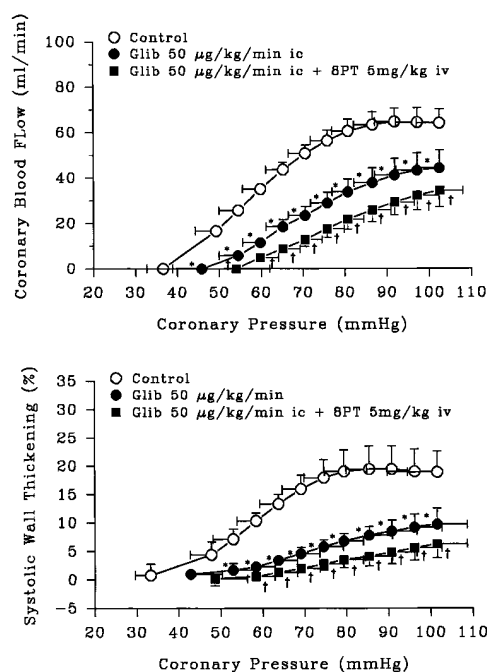 Control
Glib 50 μg/kg/min ic
Glib 50 μg/kg/min ic + 8PT 5mg/kg iv
Coronary Blood FLow (ml/min)
100
80
60
40
20
0
20 30 40 50 60 70 80 90 100 110
Coronary Pressure (mmHg)
Control
Glib 50 μg/kg/min
Glib 50 μg/kg/min ic + 8PT 5mg/kg iv
Systolic Wall Thickening (%)
35
30
25
20
15
10
5
0
−5
20 30 40 50 60 70 80 90 100 110
Coronary Pressure (mmHg)